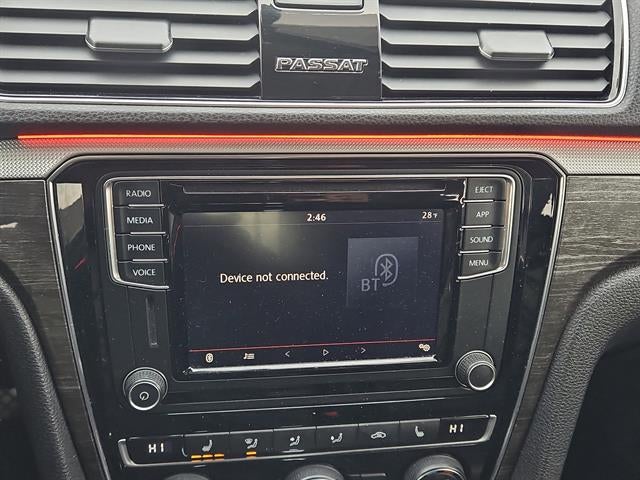 PASSAT
RADIO
MEDIA
PHONE
VOICE
2:46
28°F
Device not connected.
BT
EJECT
APP
SOUND
MENU
HI
HI